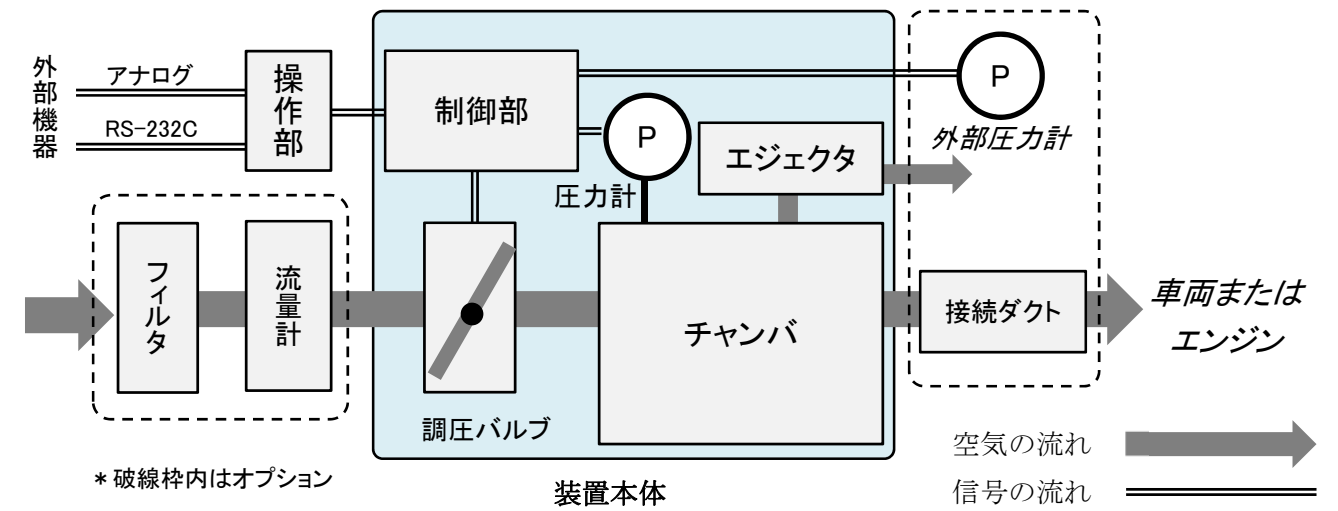 外部機器
アナログ
RS-232C
操作部
制御部
P
圧力計
エジェクタ
P
外部圧力計
フィルタ
流量計
調圧バルブ
チャンバ
接続ダクト
車両または
エンジン
空気の流れ
信号の流れ
* 破線枠内はオプション
装置本体